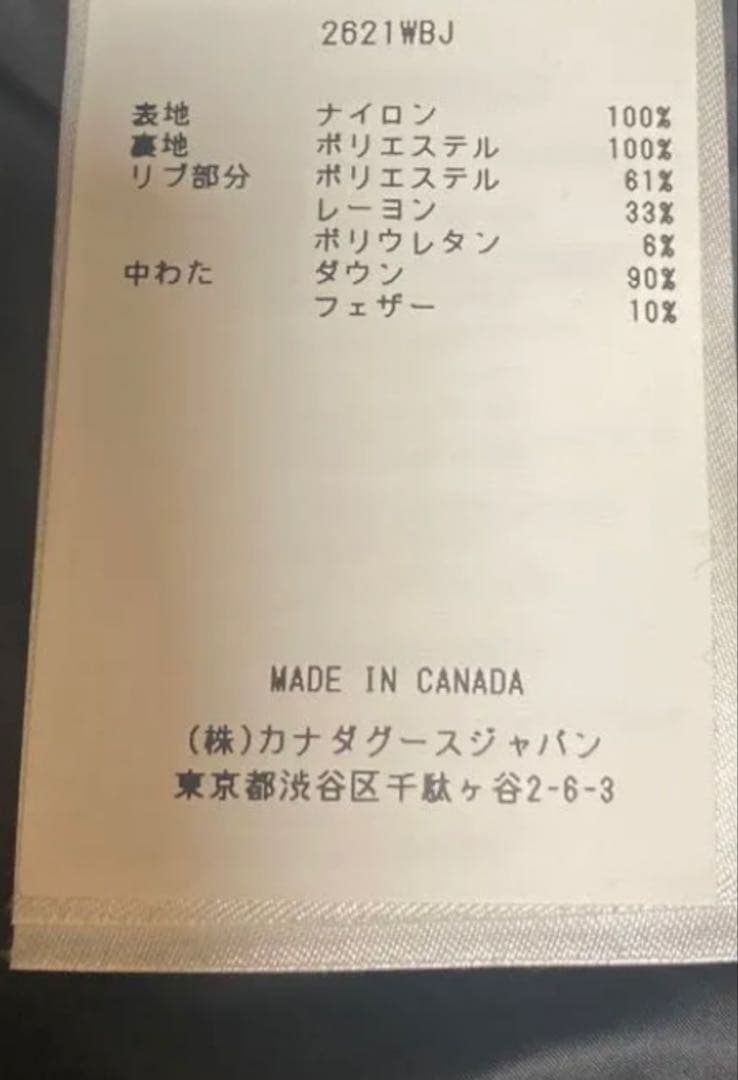 2621WBJ
表地 ナイロン 100%
裏地 ポリエステル 100%
リブ部分 ポリエステル 61%
レーヨン 33%
ポリウレタン 6%
中わた ダウン 90%
フェザー 10%
MADE IN CANADA
(株)カナダグースジャパン
東京都渋谷区千駄ヶ谷2-6-3